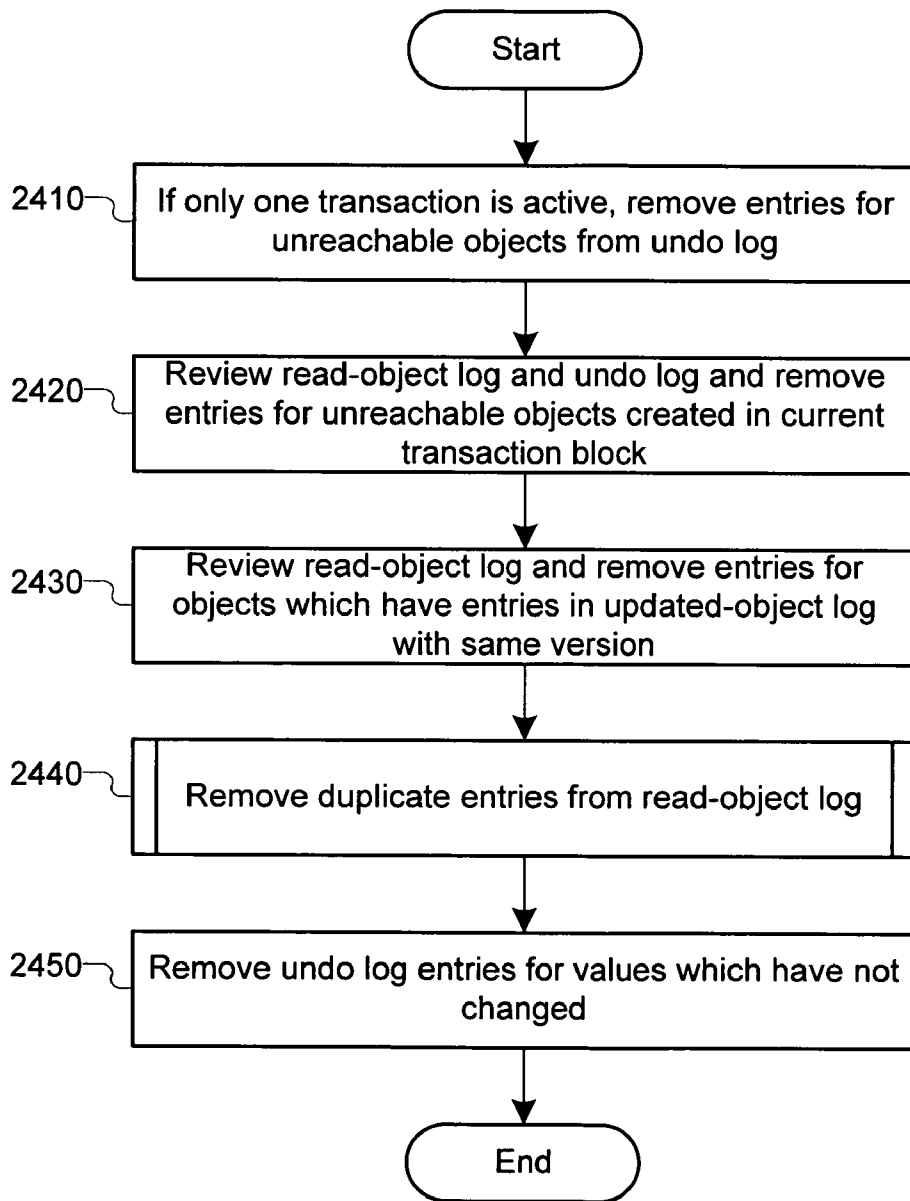 Start
2410
If only one transaction is active, remove entries for
unreachable objects from undo log
2420
Review read-object log and undo log and remove
entries for unreachable objects created in current
transaction block
2430
Review read-object log and remove entries for
objects which have entries in updated-object log
with same version
2440
Remove duplicate entries from read-object log
2450
Remove undo log entries for values which have not
changed
End